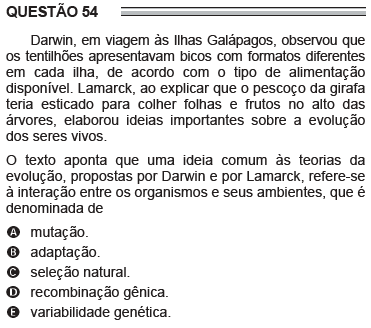 QUESTÃO 54
Darwin, em viagem às Ilhas Galápagos, observou que
os tentilhões apresentavam bicos com formatos diferentes
em cada ilha, de acordo com o tipo de alimentação
disponível. Lamarck, ao explicar que o pescoço da girafa
teria esticado para colher folhas e frutos no alto das
árvores, elaborou ideias importantes sobre a evolução
dos seres vivos.
O texto aponta que uma ideia comum às teorias da
evolução, propostas por Darwin e por Lamarck, refere-se
à interação entre os organismos e seus ambientes, que é
denominada de
A mutação.
B adaptação.
C seleção natural.
D recombinação gênica.
E variabilidade genética.